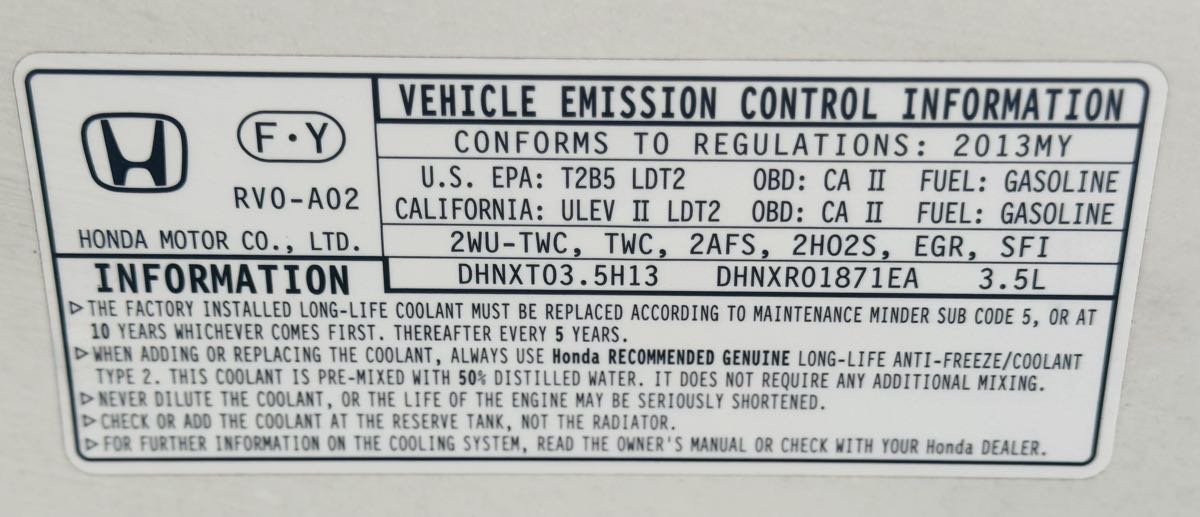 F·Y
RV0-A02
HONDA MOTOR CO., LTD.
VEHICLE EMISSION CONTROL INFORMATION
CONFORMS TO REGULATIONS: 2013MY
U.S. EPA: T2B5 LDT2 OBD: CA II FUEL: GASOLINE
CALIFORNIA: ULEV II LDT2 OBD: CA II FUEL: GASOLINE
2WU-TWC, TWC, 2AFS, 2HO2S, EGR, SFI
DHNXT03.5H13 DHNXR01871EA 3.5L
INFORMATION
▷THE FACTORY INSTALLED LONG-LIFE COOLANT MUST BE REPLACED ACCORDING TO MAINTENANCE MINDER SUB CODE 5, OR AT
10 YEARS WHICHEVER COMES FIRST. THEREAFTER EVERY 5 YEARS.
▷WHEN ADDING OR REPLACING THE COOLANT, ALWAYS USE Honda RECOMMENDED GENUINE LONG-LIFE ANTI-FREEZE/COOLANT
TYPE 2. THIS COOLANT IS PRE-MIXED WITH 50% DISTILLED WATER. IT DOES NOT REQUIRE ANY ADDITIONAL MIXING.
▷NEVER DILUTE THE COOLANT, OR THE LIFE OF THE ENGINE MAY BE SERIOUSLY SHORTENED.
▷CHECK OR ADD THE COOLANT AT THE RESERVE TANK, NOT THE RADIATOR.
▷FOR FURTHER INFORMATION ON THE COOLING SYSTEM, READ THE OWNER'S MANUAL OR CHECK WITH YOUR Honda DEALER.